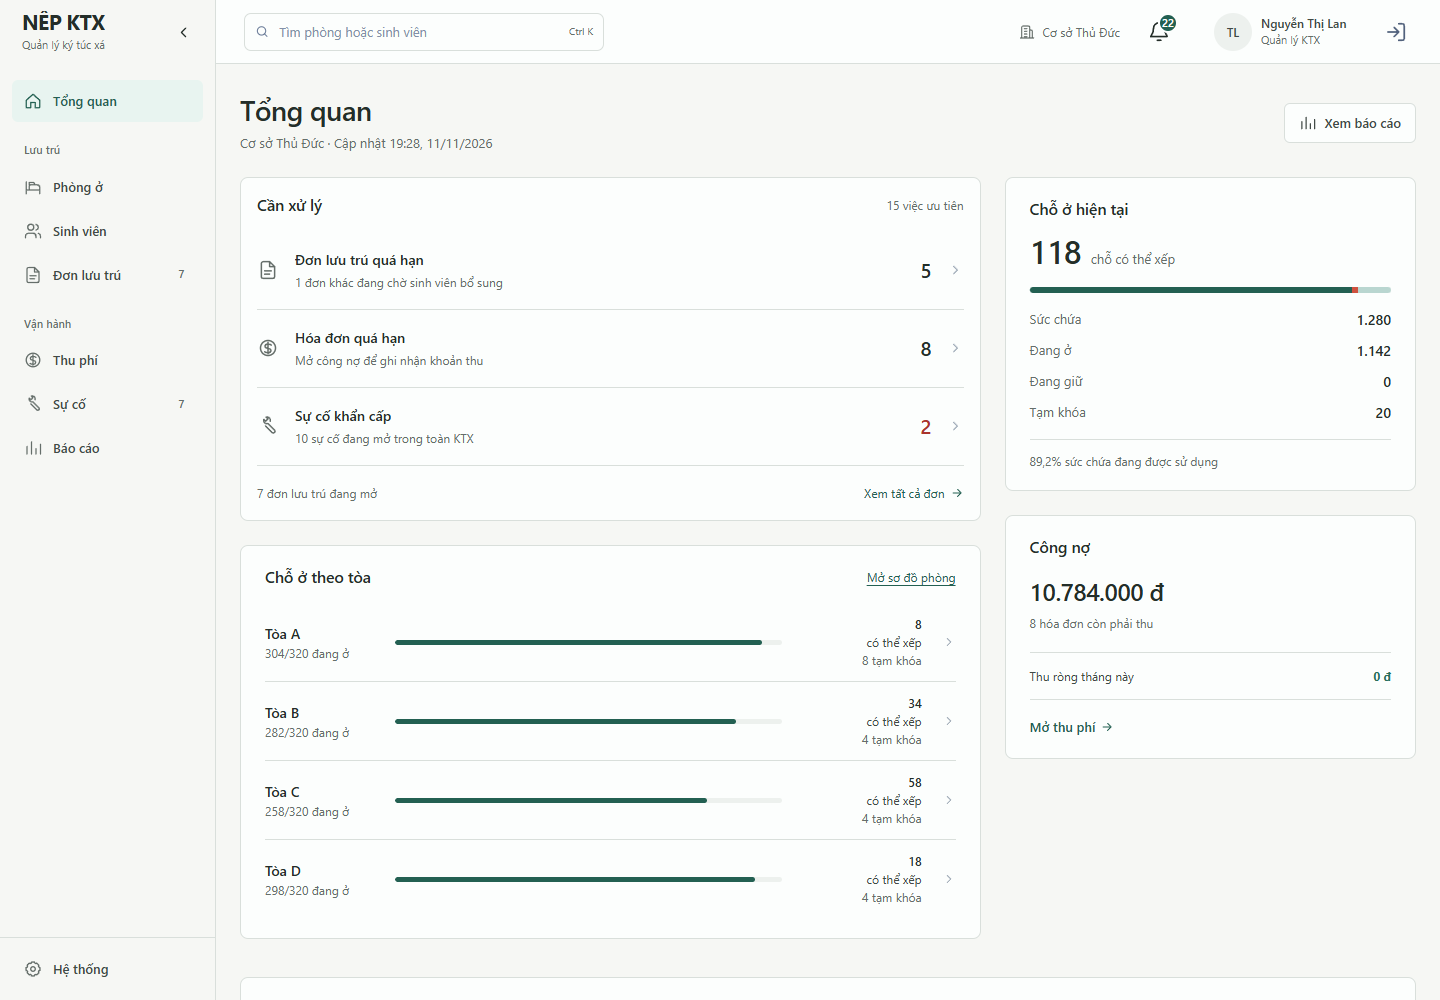 NẾP KTX
Quản lý ký túc xá
Tổng quan
Lưu trú
Phòng ở
Sinh viên
Đơn lưu trú 7
Vận hành
Thu phí
Sự cố 7
Báo cáo
Hệ thống
Tìm phòng hoặc sinh viên Ctrl K
Cơ sở Thủ Đức
22
TL
Nguyễn Thị Lan
Quản lý KTX
Tổng quan
Cơ sở Thủ Đức · Cập nhật 19:28, 11/11/2026
Xem báo cáo
Cần xử lý
15 việc ưu tiên
Đơn lưu trú quá hạn
1 đơn khác đang chờ sinh viên bổ sung
5
Hóa đơn quá hạn
Mở công nợ để ghi nhận khoản thu
8
Sự cố khẩn cấp
10 sự cố đang mở trong toàn KTX
2
7 đơn lưu trú đang mở
Xem tất cả đơn
Chỗ ở theo tòa
Mở sơ đồ phòng
Tòa A
304/320 đang ở
8
có thể xếp
8 tạm khóa
Tòa B
282/320 đang ở
34
có thể xếp
4 tạm khóa
Tòa C
258/320 đang ở
58
có thể xếp
4 tạm khóa
Tòa D
298/320 đang ở
18
có thể xếp
4 tạm khóa
Chỗ ở hiện tại
118 chỗ có thể xếp
Sức chứa 1.280
Đang ở 1.142
Đang giữ 0
Tạm khóa 20
89,2% sức chứa đang được sử dụng
Công nợ
10.784.000 đ
8 hóa đơn còn phải thu
Thu ròng tháng này 0 đ
Mở thu phí